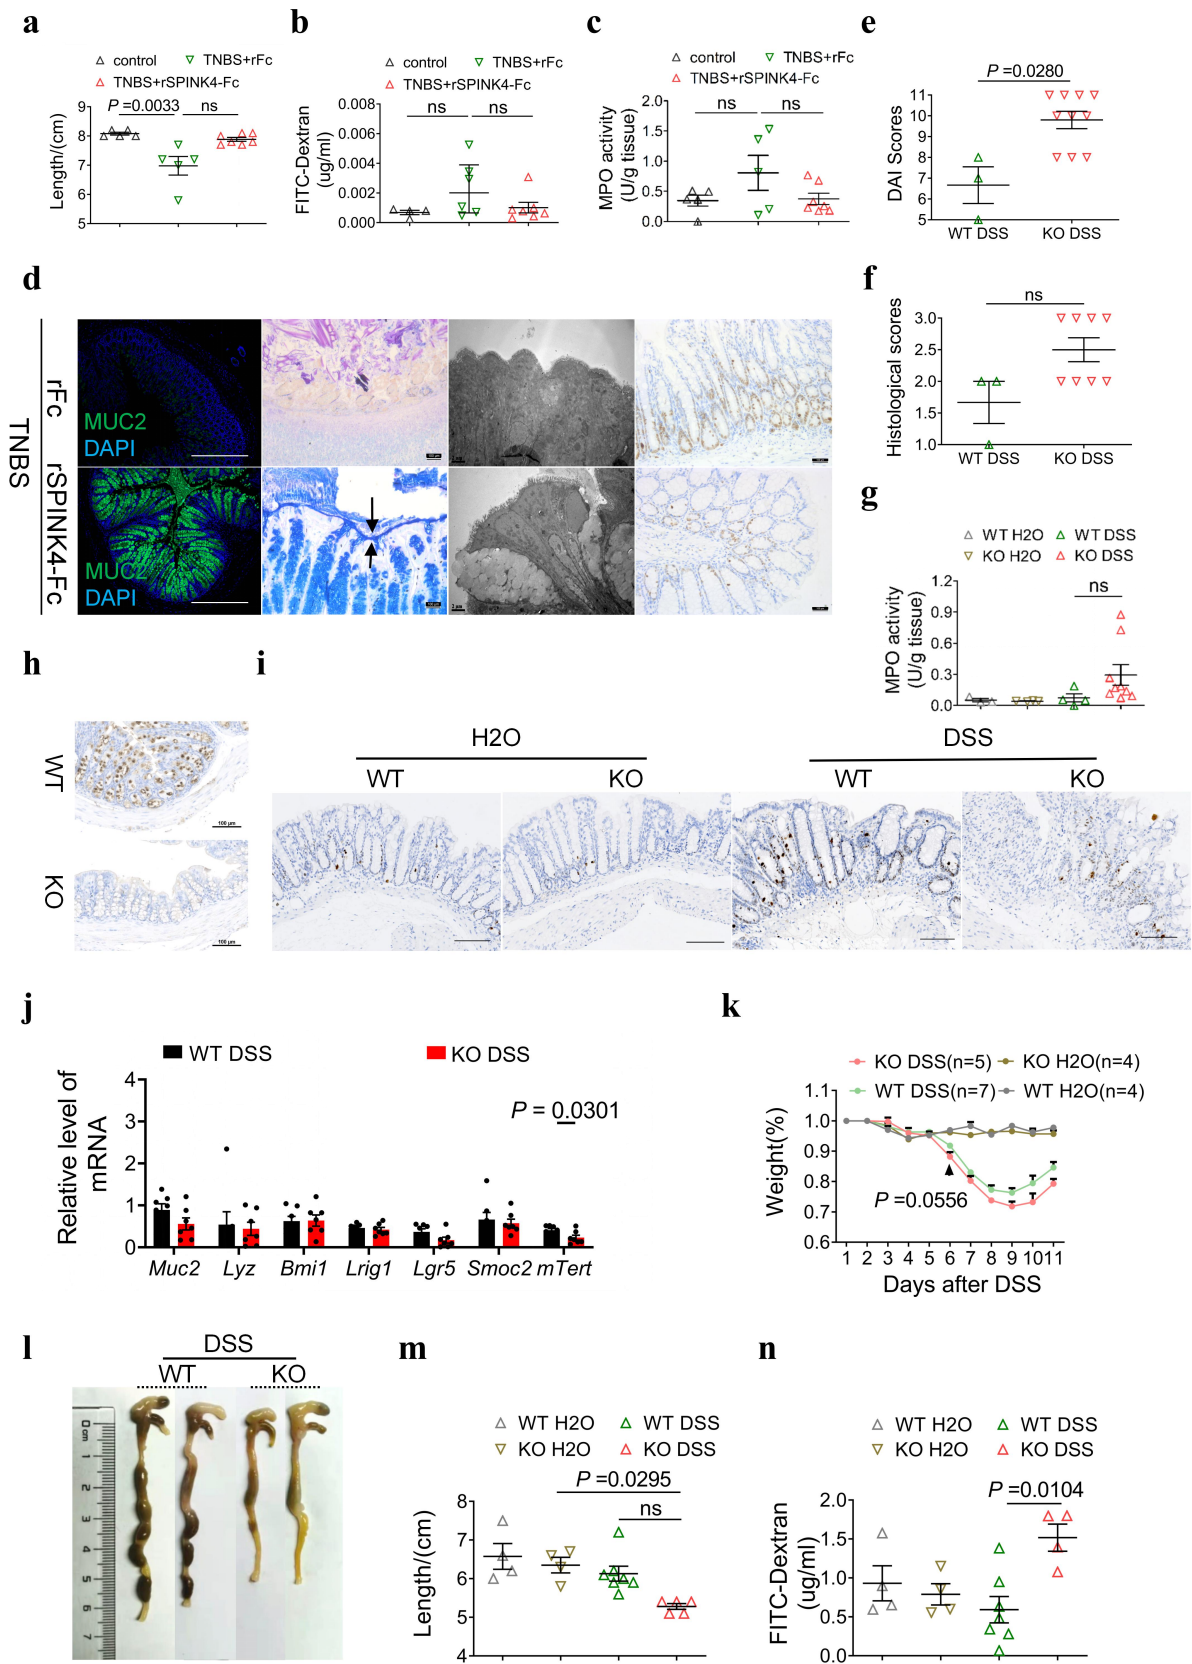 a
control
TNBS+rFc
TNBS+rSPINK4-Fc
P =0.0033
ns
Length/(cm)
9
8
7
6
5
b
control
TNBS+rFc
TNBS+rSPINK4-Fc
ns
ns
FITC-Dextran
(ug/ml)
0.008
0.006
0.004
0.002
0.000
c
control
TNBS+rFc
TNBS+rSPINK4-Fc
ns
ns
MPO activity
(U/g tissue)
2.0
1.5
1.0
0.5
0.0
e
P =0.0280
DAI Scores
11
10
9
8
7
6
5
WT DSS
KO DSS
d
TNBS
rFc
rSPINK4-Fc
MUC2
DAPI
MUC2
DAPI
f
ns
Histological scores
3.0
2.5
2.0
1.5
1.0
WT DSS
KO DSS
g
WT H2O
WT DSS
KO H2O
KO DSS
ns
MPO activity
(U/g tissue)
1.2
0.9
0.6
0.3
0.0
h
WT
100 μm
KO
100 μm
i
H2O
DSS
WT
KO
WT
KO
j
WT DSS
KO DSS
P = 0.0301
Relative level of
mRNA
4
3
2
1
0
Muc2
Lyz
Bmi1
Lrig1
Lgr5
Smoc2
mTert
k
KO DSS(n=5)
KO H2O(n=4)
WT DSS(n=7)
WT H2O(n=4)
Weight(%)
1.1
1.0
0.9
0.8
0.7
0.6
P =0.0556
1 2 3 4 5 6 7 8 9 10 11
Days after DSS
l
DSS
WT
KO
0cm
1
2
3
4
5
6
7
m
WT H2O
WT DSS
KO H2O
KO DSS
P =0.0295
ns
Length/(cm)
8
7
6
5
4
n
WT H2O
WT DSS
KO H2O
KO DSS
P =0.0104
FITC-Dextran
(ug/ml)
2.0
1.5
1.0
0.5
0.0